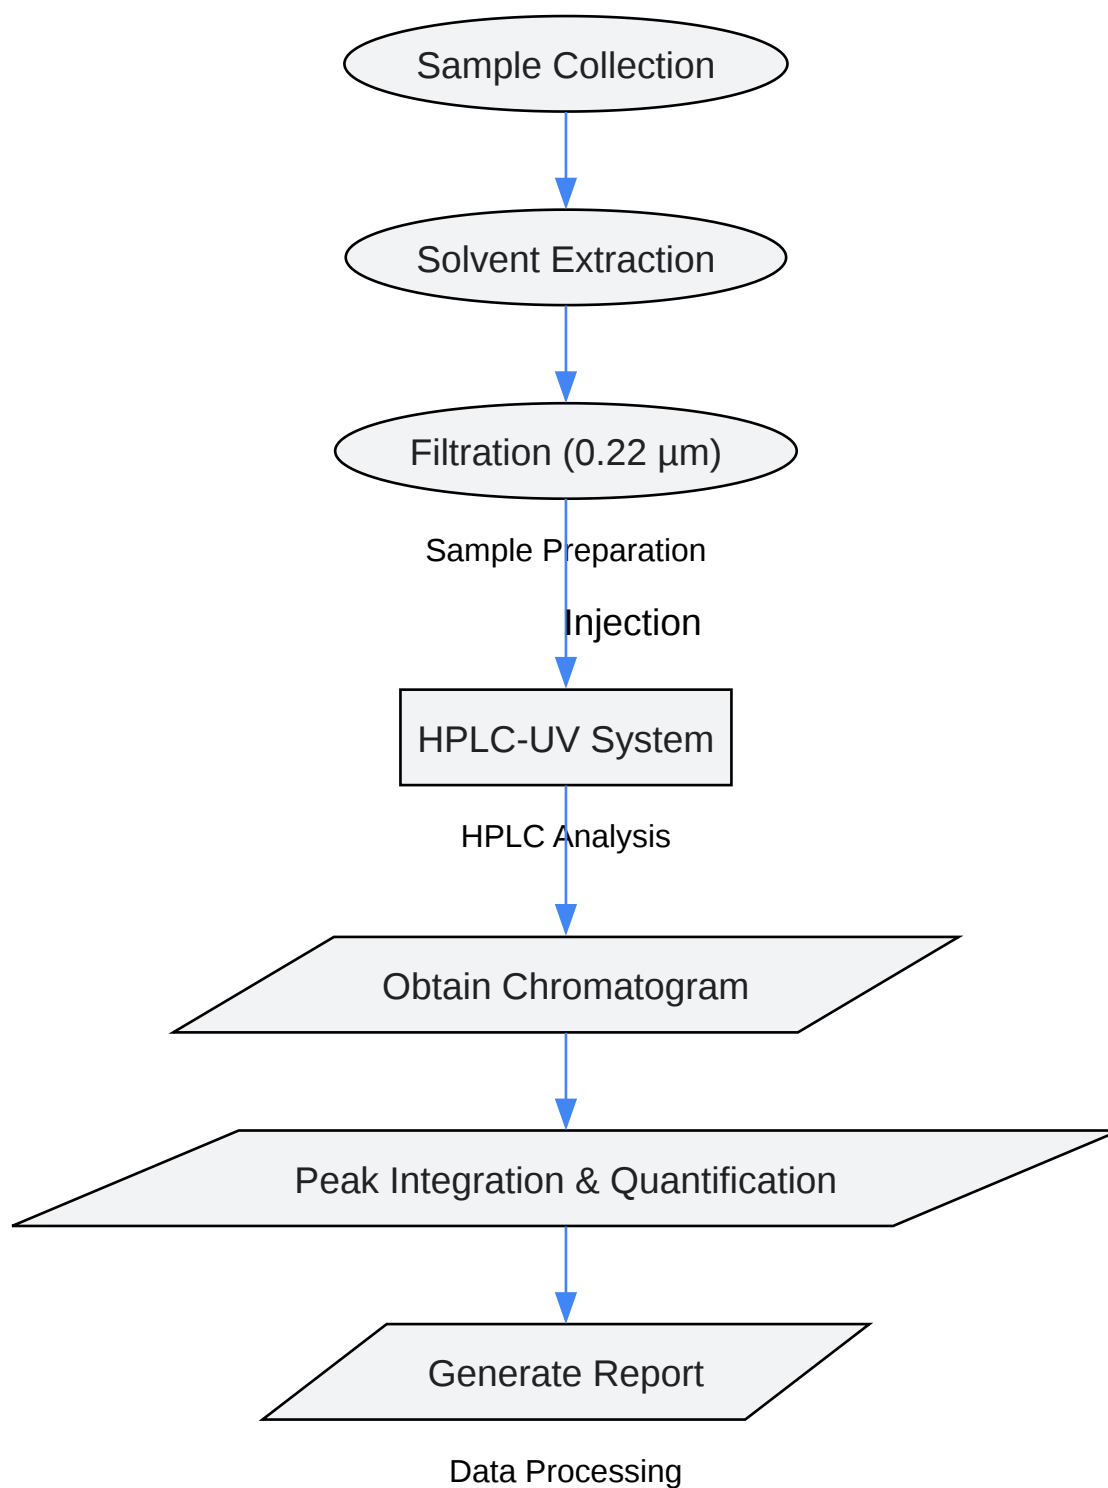 Sample Collection
Solvent Extraction
Filtration (0.22 µm)
Sample Preparation
Injection
HPLC-UV System
HPLC Analysis
Obtain Chromatogram
Peak Integration & Quantification
Generate Report
Data Processing